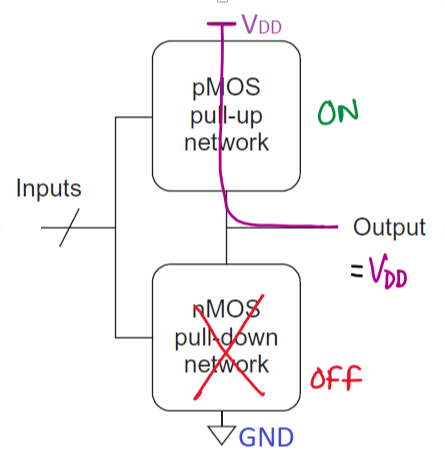 VDD
pMOS
pull-up
network
ON
Inputs
Output
= VDD
nMOS
pull-down
network
OFF
GND